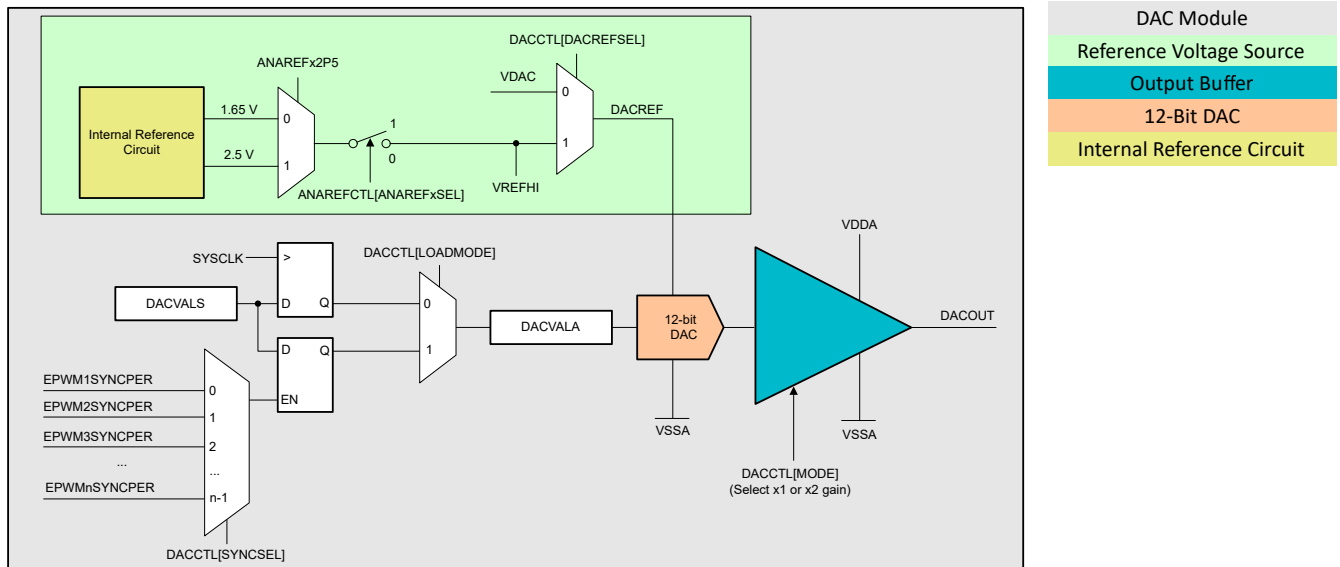 DACCTL[DACREFSEL]
ANAREFx2P5
VDAC
0
1.65 V
0
DACREF
Internal Reference
Circuit
1
2.5 V
1
0
1
ANAREFCTL[ANAREFxSEL]
VREFHI
VDDA
SYSCLK
>
DACCTL[LOADMODE]
DACVALS
D
Q
0
DACVALA
12-bit
DAC
DACOUT
D
Q
1
EPWM1SYNCPER
0
EN
EPWM2SYNCPER
1
EPWM3SYNCPER
2
...
...
EPWMnSYNCPER
n-1
VSSA
VSSA
DACCTL[MODE]
(Select x1 or x2 gain)
DACCTL[SYNCSEL]
DAC Module
Reference Voltage Source
Output Buffer
12-Bit DAC
Internal Reference Circuit